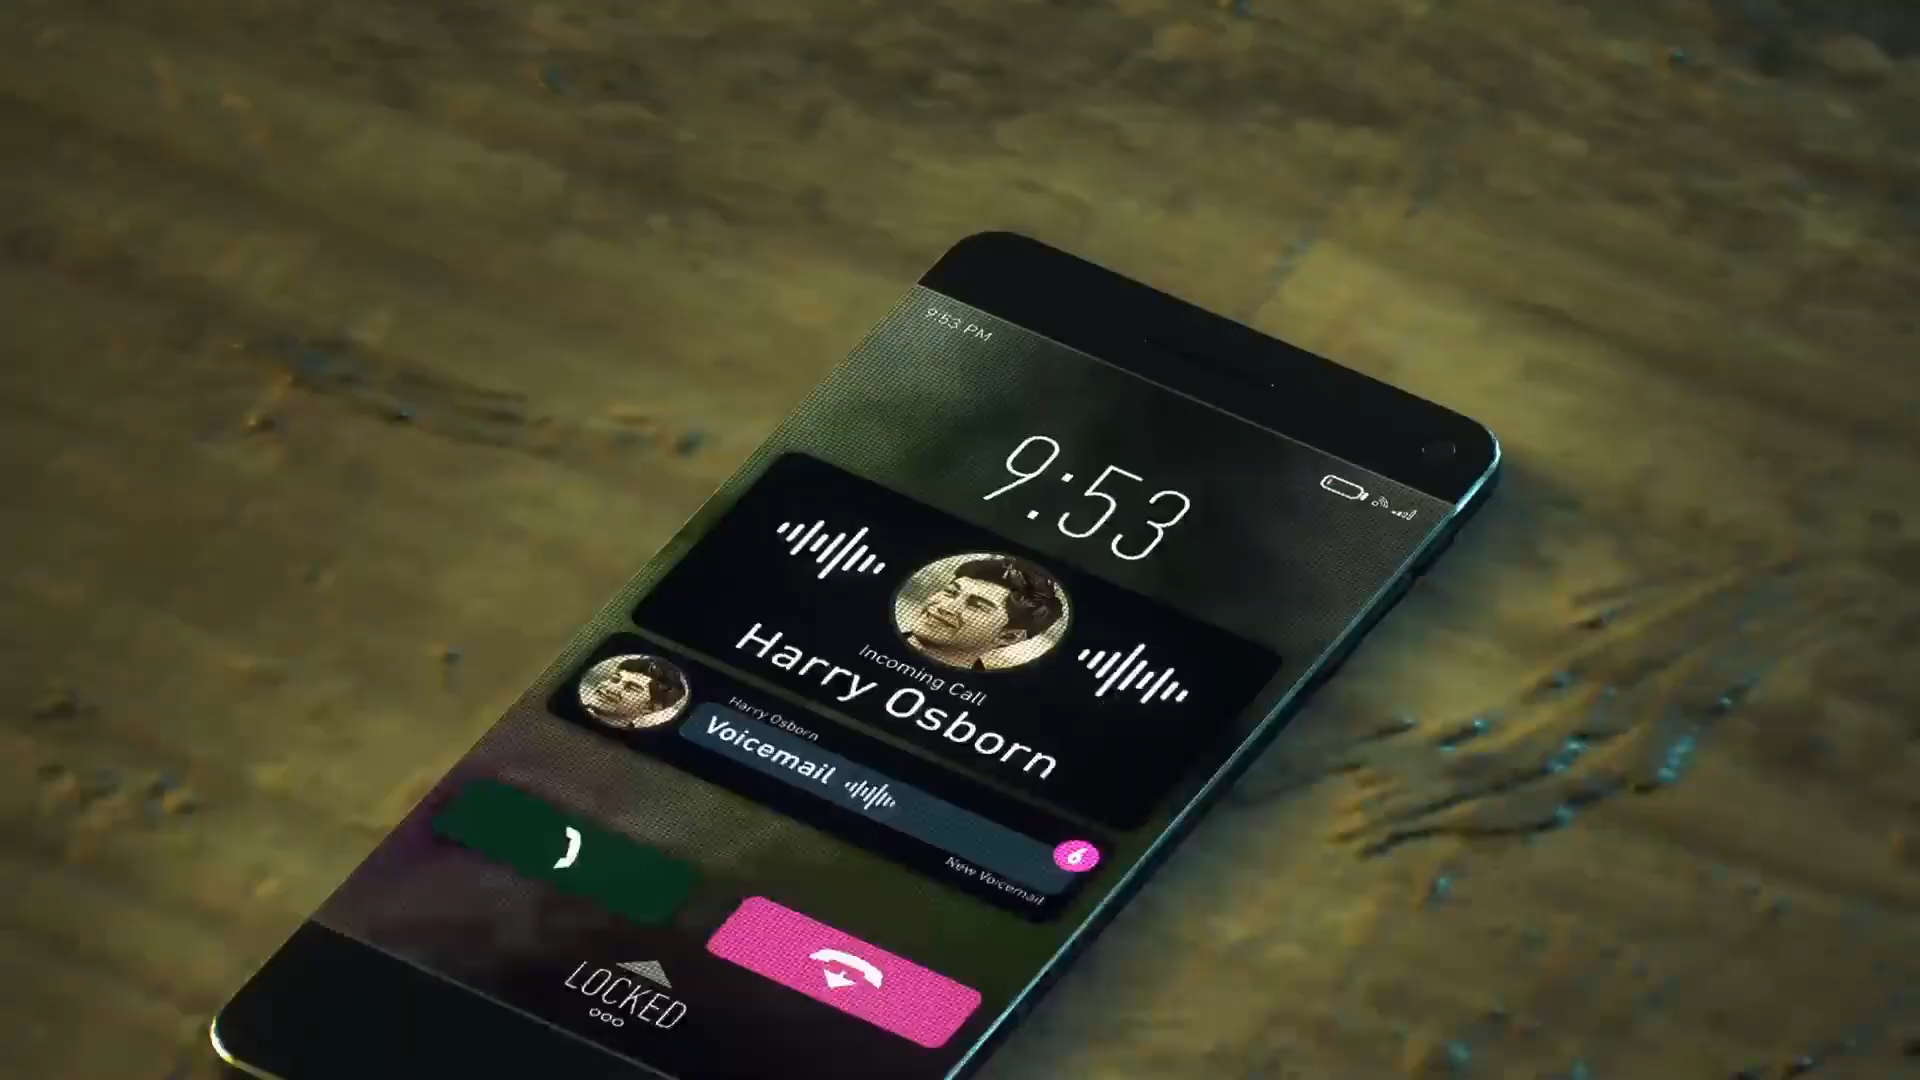 9:53 PM
9:53
Incoming Call
Harry Osborn
Harry Osborn
Voicemail
6
New Voicemail
LOCKED